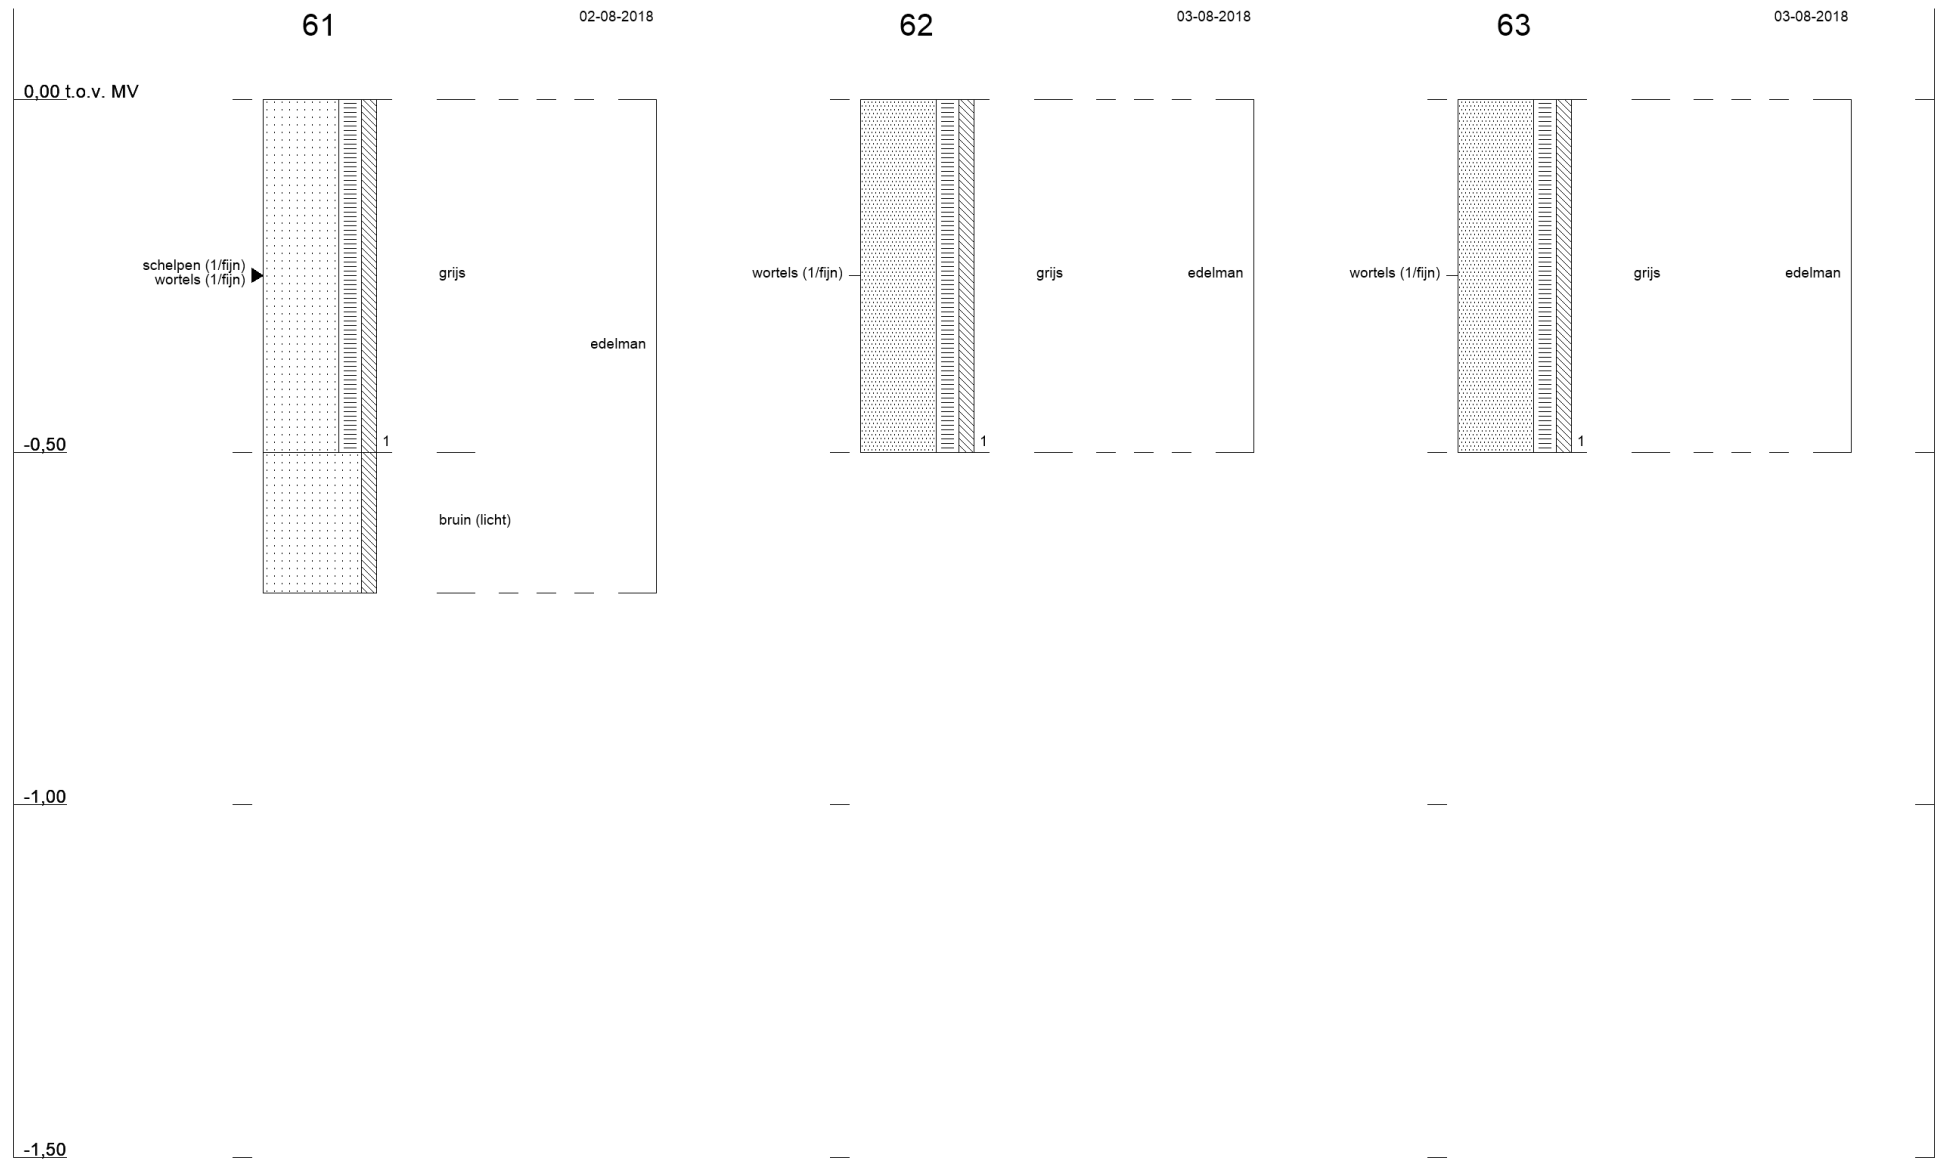 61
02-08-2018
62
03-08-2018
63
03-08-2018
0,00 t.o.v. MV
schelpen (1/fijn)
wortels (1/fijn)
grijs
wortels (1/fijn)
grijs
edelman
wortels (1/fijn)
grijs
edelman
edelman
-0,50
1
1
1
bruin (licht)
-1,00
-1,50